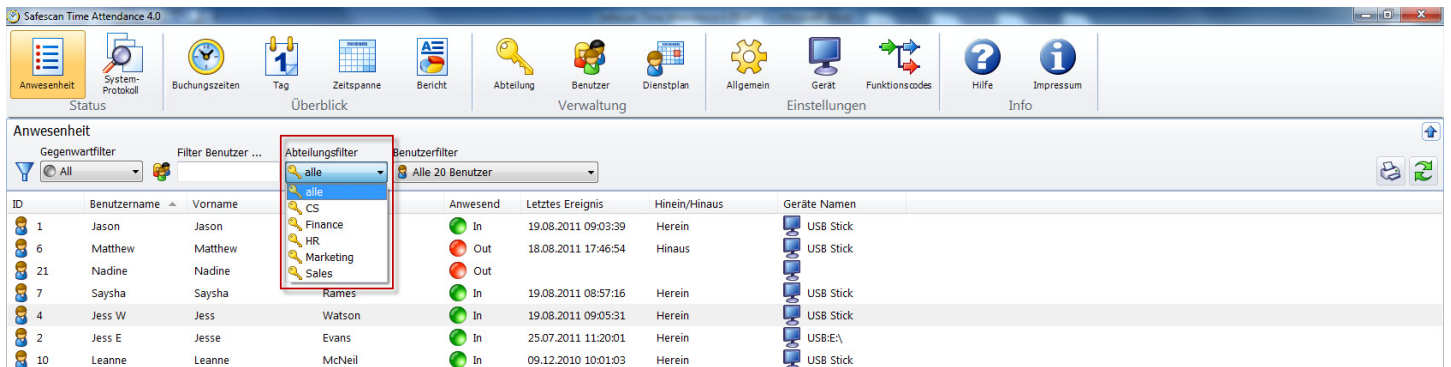 Safescan Time Attendance 4.0
Anwesenheit
System-
Protokoll
Buchungszeiten
Tag
Zeitspanne
Bericht
Abteilung
Benutzer
Dienstplan
Allgemein
Gerät
Funktionscodes
Hilfe
Impressum
Status
Überblick
Verwaltung
Einstellungen
Info
Anwesenheit
Gegenwartfilter Filter Benutzer ... Abteilungsfilter Benutzerfilter
All alle Alle 20 Benutzer
alle
CS
Finance
HR
Marketing
Sales
ID Benutzername Vorname Anwesend Letztes Ereignis Hinein/Hinaus Geräte Namen
1 Jason Jason In 19.08.2011 09:03:39 Herein USB Stick
6 Matthew Matthew Out 18.08.2011 17:46:54 Hinaus USB Stick
21 Nadine Nadine Out
7 Saysha Saysha Rames In 19.08.2011 08:57:16 Herein USB Stick
4 Jess W Jess Watson In 19.08.2011 09:05:31 Herein USB Stick
2 Jess E Jesse Evans In 25.07.2011 11:20:01 Herein USB:E:\
10 Leanne Leanne McNeil In 09.12.2010 10:01:03 Herein USB Stick